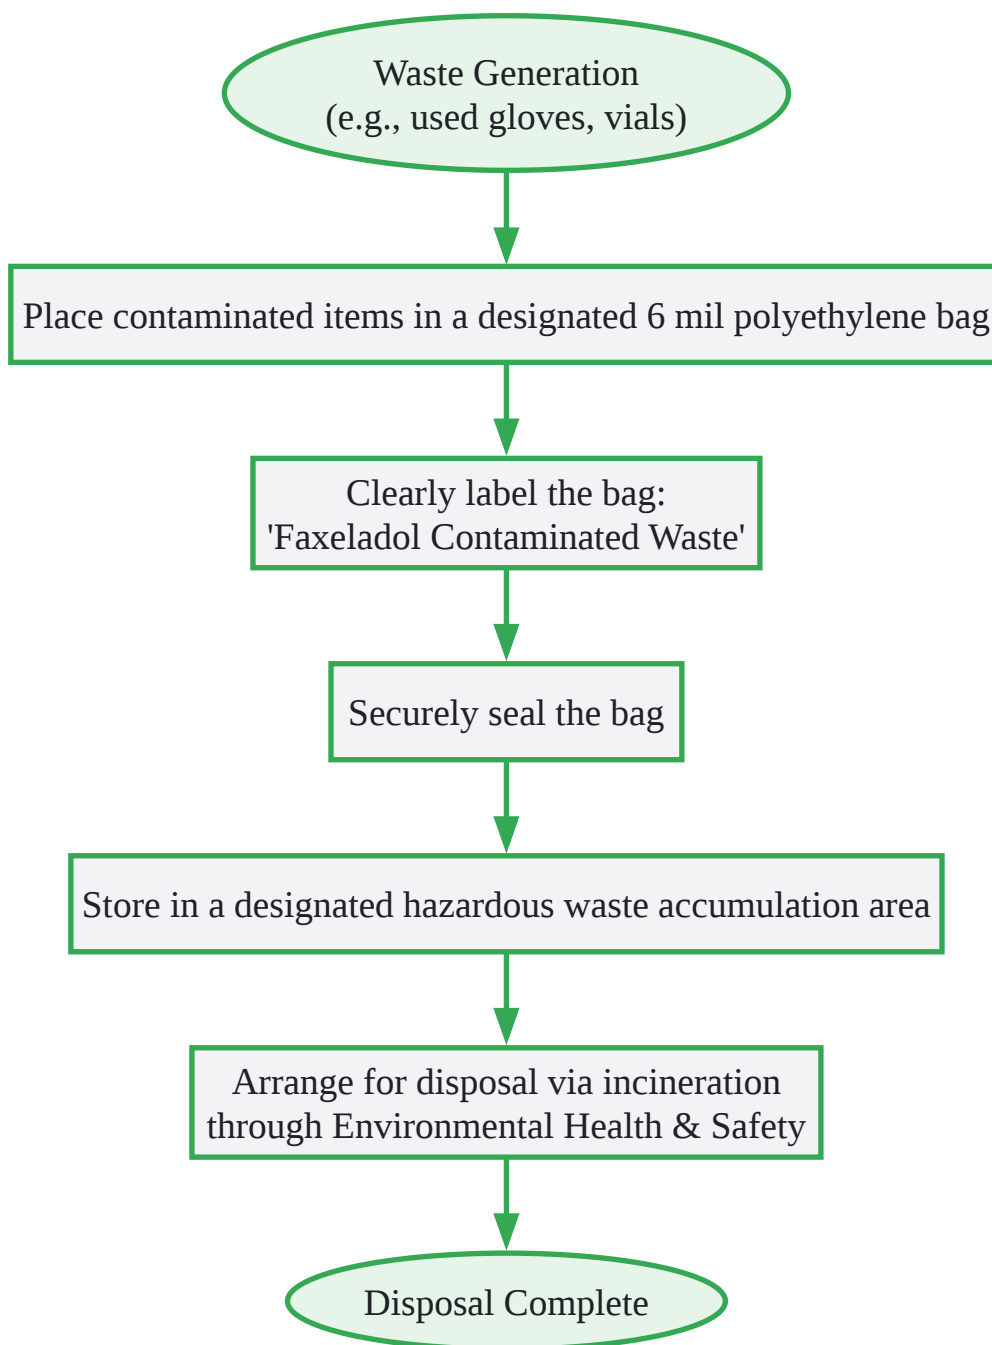 Waste Generation
(e.g., used gloves, vials)
Place contaminated items in a designated 6 mil polyethylene bag
Clearly label the bag:
'Faxeladol Contaminated Waste'
Securely seal the bag
Store in a designated hazardous waste accumulation area
Arrange for disposal via incineration
through Environmental Health & Safety
Disposal Complete